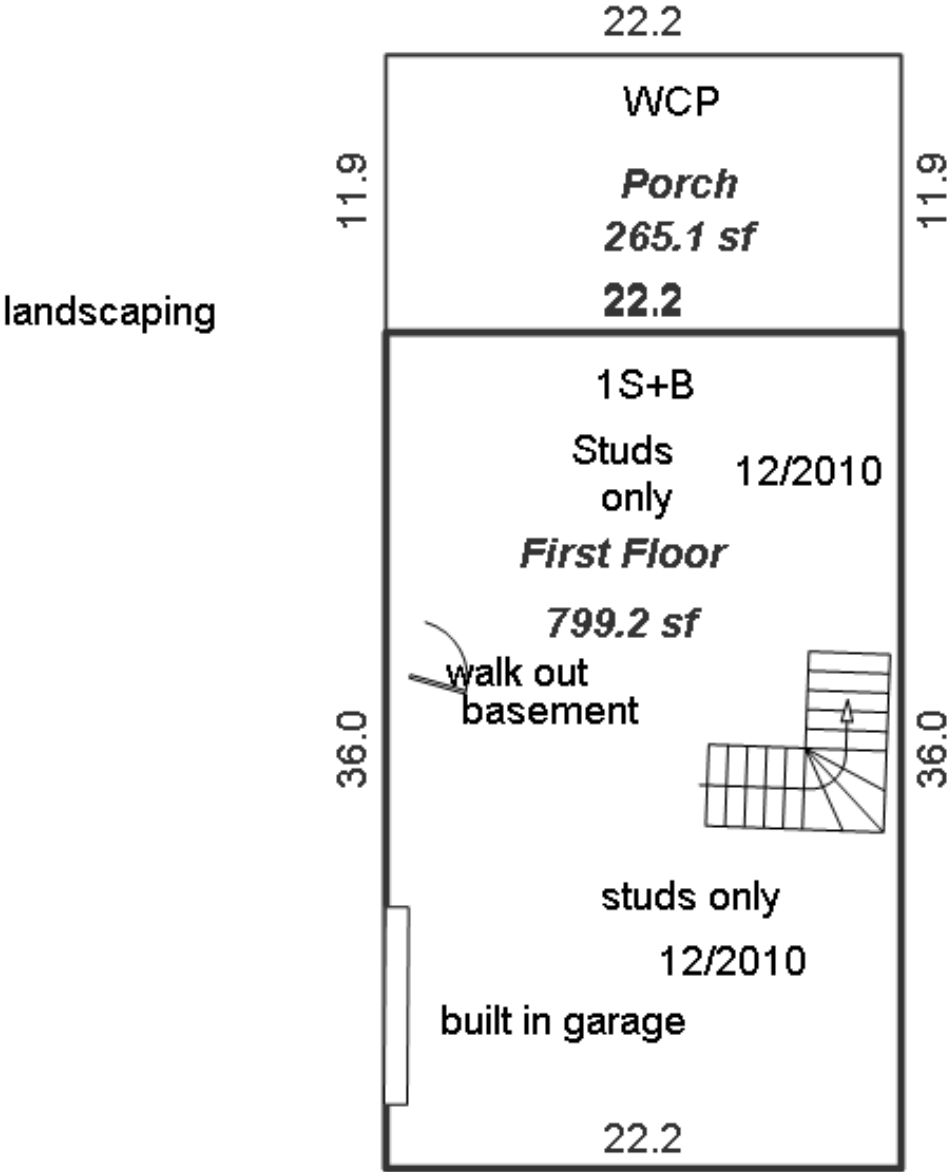 22.2
WCP
11.9
11.9
Porch
265.1 sf
22.2
landscaping
1S+B
Studs
only
12/2010
First Floor
799.2 sf
walk out
basement
36.0
36.0
studs only
12/2010
built in garage
22.2